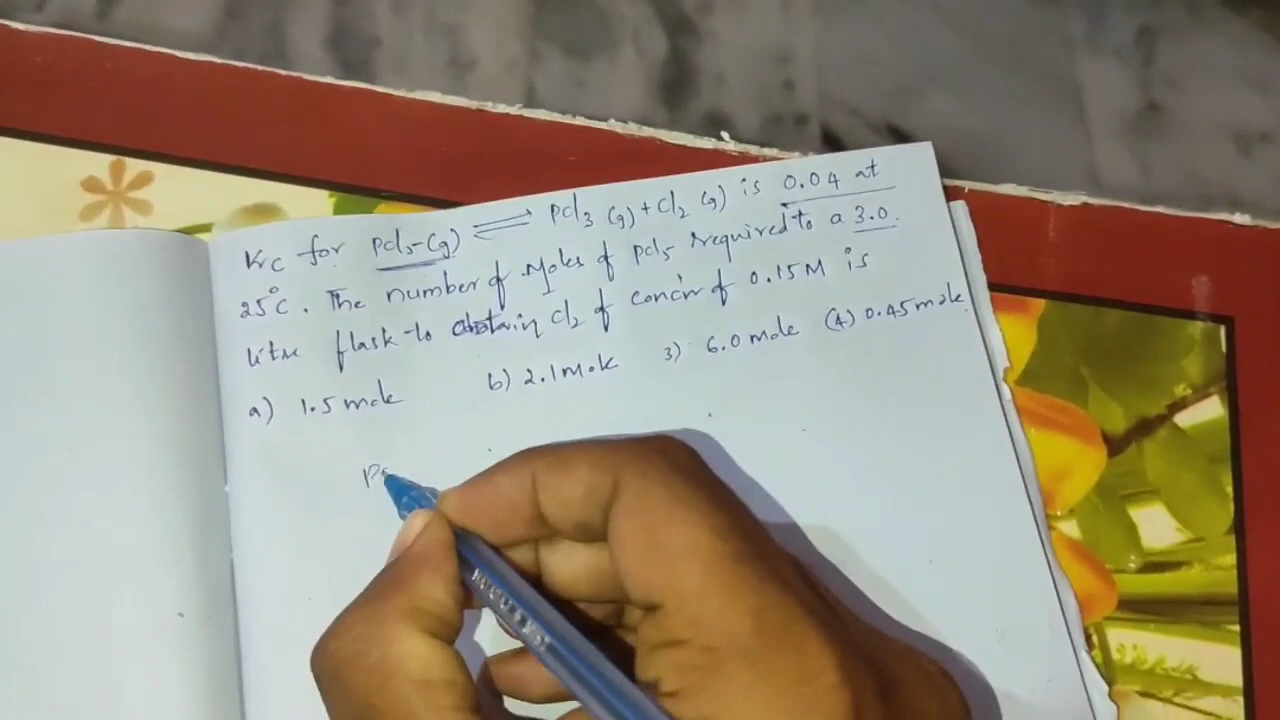 Kc for pcl5(g) ⇌ pcl3 (g) + Cl2 (g) is 0.04 at
25°C. The number of Moles of pcl5 required to a 3.0.
litre flask to obtain Cl2 of conc'n of 0.15M is
a) 1.5 mole b) 2.1 Mole 3) 6.0 mole (4) 0.45 mole.